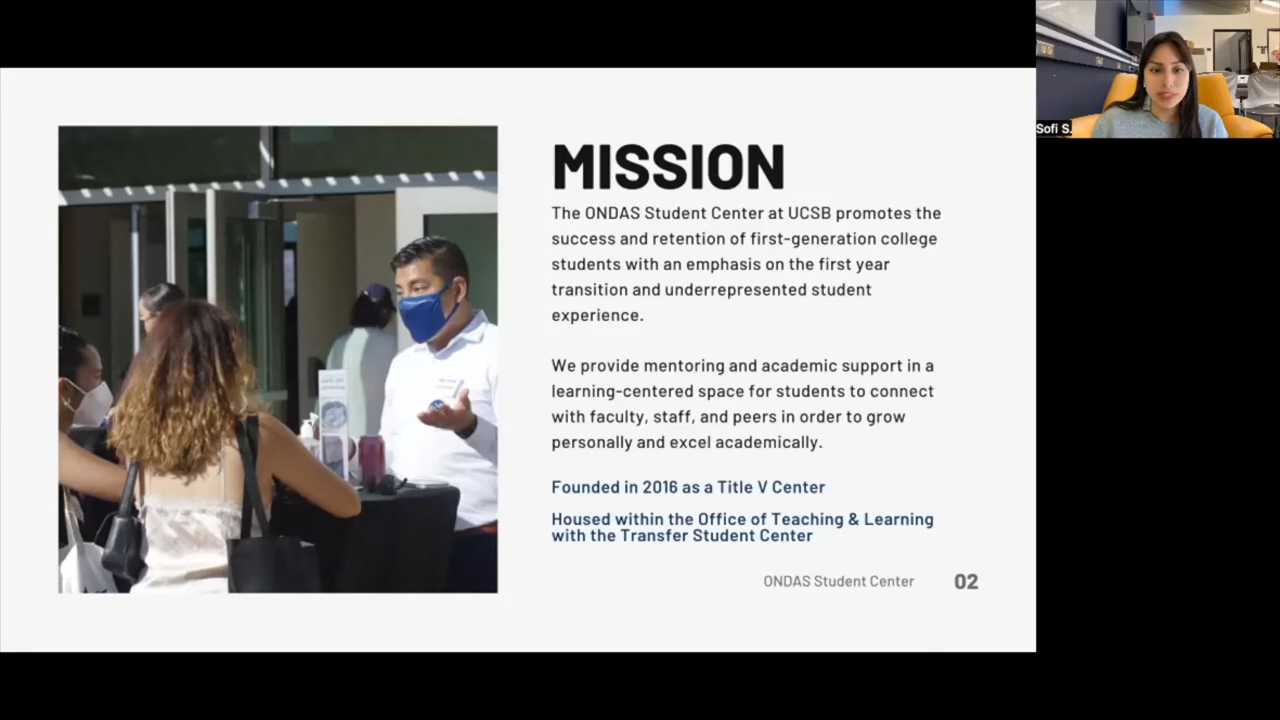 MISSION
The ONDAS Student Center at UCSB promotes the
success and retention of first-generation college
students with an emphasis on the first year
transition and underrepresented student
experience.
We provide mentoring and academic support in a
learning-centered space for students to connect
with faculty, staff, and peers in order to grow
personally and excel academically.
Founded in 2016 as a Title V Center
Housed within the Office of Teaching & Learning
with the Transfer Student Center
ONDAS Student Center 02
Sofi S.